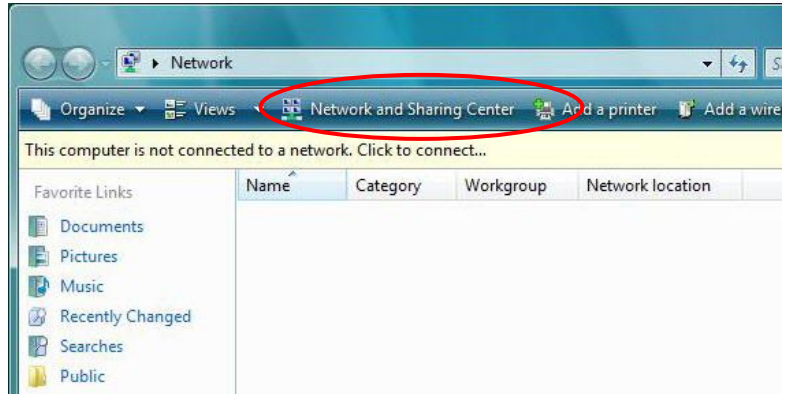 Network
Organize Views Network and Sharing Center Add a printer Add a wire
This computer is not connected to a network. Click to connect...
Favorite Links Name Category Workgroup Network location
Documents
Pictures
Music
Recently Changed
Searches
Public